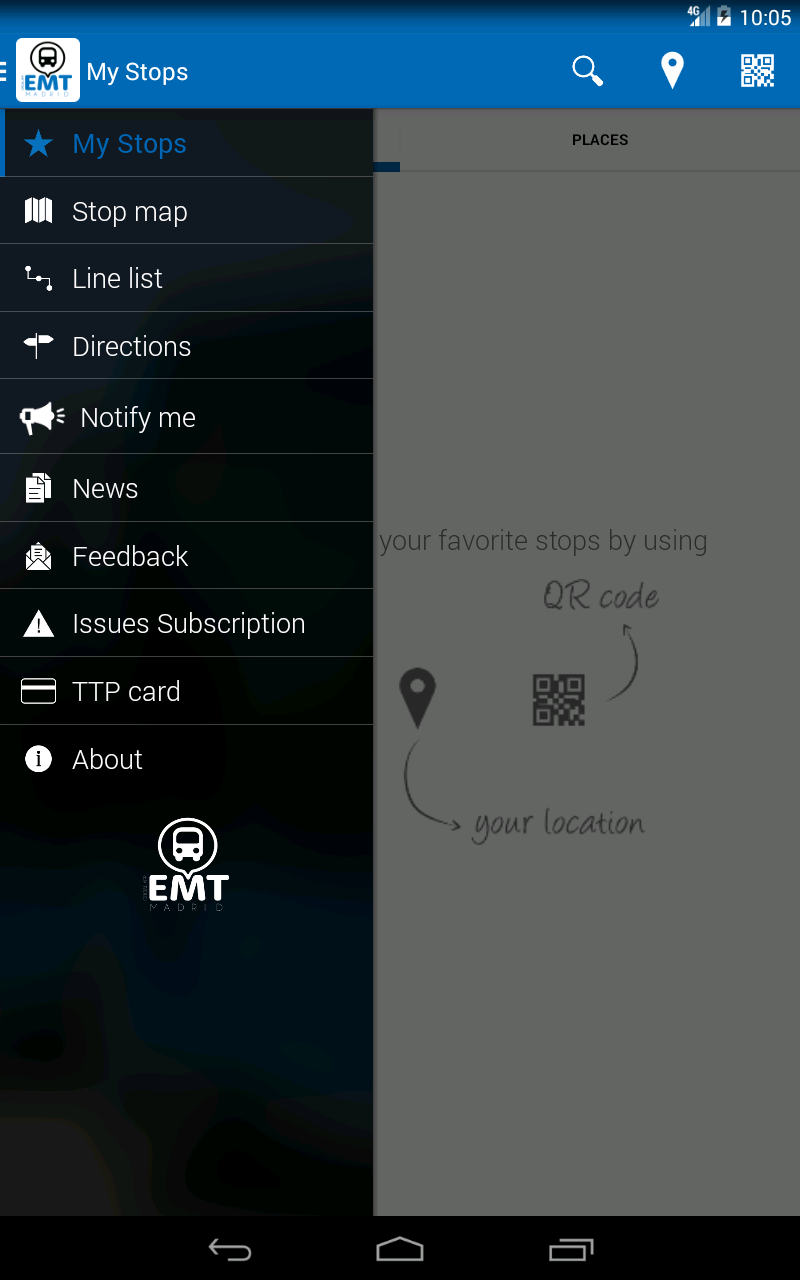 4G 10:05
EMT
MADRID
My Stops
My Stops
PLACES
Stop map
Line list
Directions
Notify me
News
your favorite stops by using
Feedback
QR code
Issues Subscription
TTP card
About
your location
EMT
MADRID